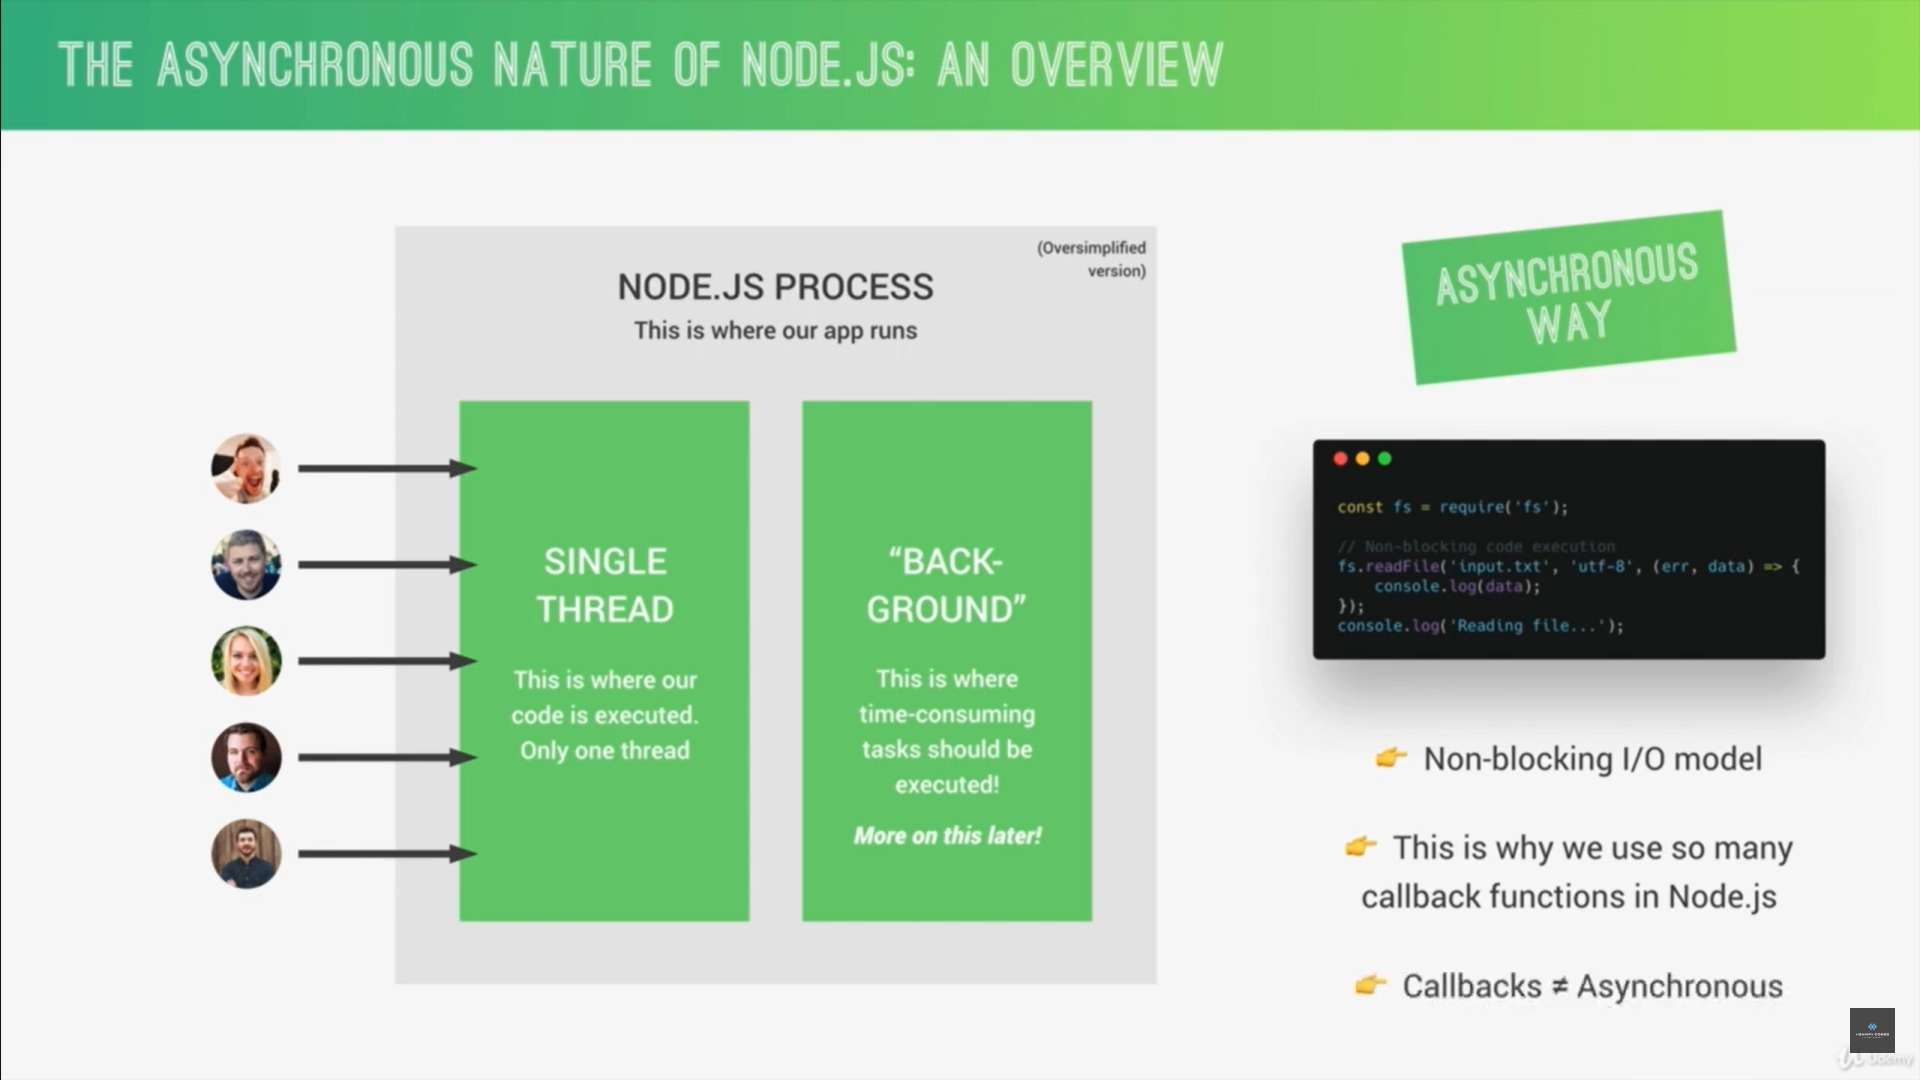 THE ASYNCHRONOUS NATURE OF NODE.JS: AN OVERVIEW
(Oversimplified
version)
NODE.JS PROCESS
This is where our app runs
SINGLE
THREAD
This is where our
code is executed.
Only one thread
“BACK-
GROUND”
This is where
time-consuming
tasks should be
executed!
More on this later!
ASYNCHRONOUS
WAY
const fs = require('fs');
// Non-blocking code execution
fs.readFile('input.txt', 'utf-8', (err, data) => {
console.log(data);
});
console.log('Reading file...');
👉 Non-blocking I/O model
👉 This is why we use so many
callback functions in Node.js
👉 Callbacks ≠ Asynchronous
Udemy